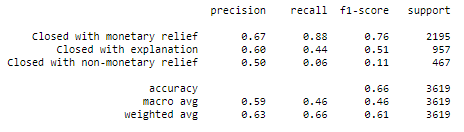 precision recall f1-score support
Closed with monetary relief 0.67 0.88 0.76 2195
Closed with explanation 0.60 0.44 0.51 957
Closed with non-monetary relief 0.50 0.06 0.11 467
accuracy 0.66 3619
macro avg 0.59 0.46 0.46 3619
weighted avg 0.63 0.66 0.61 3619